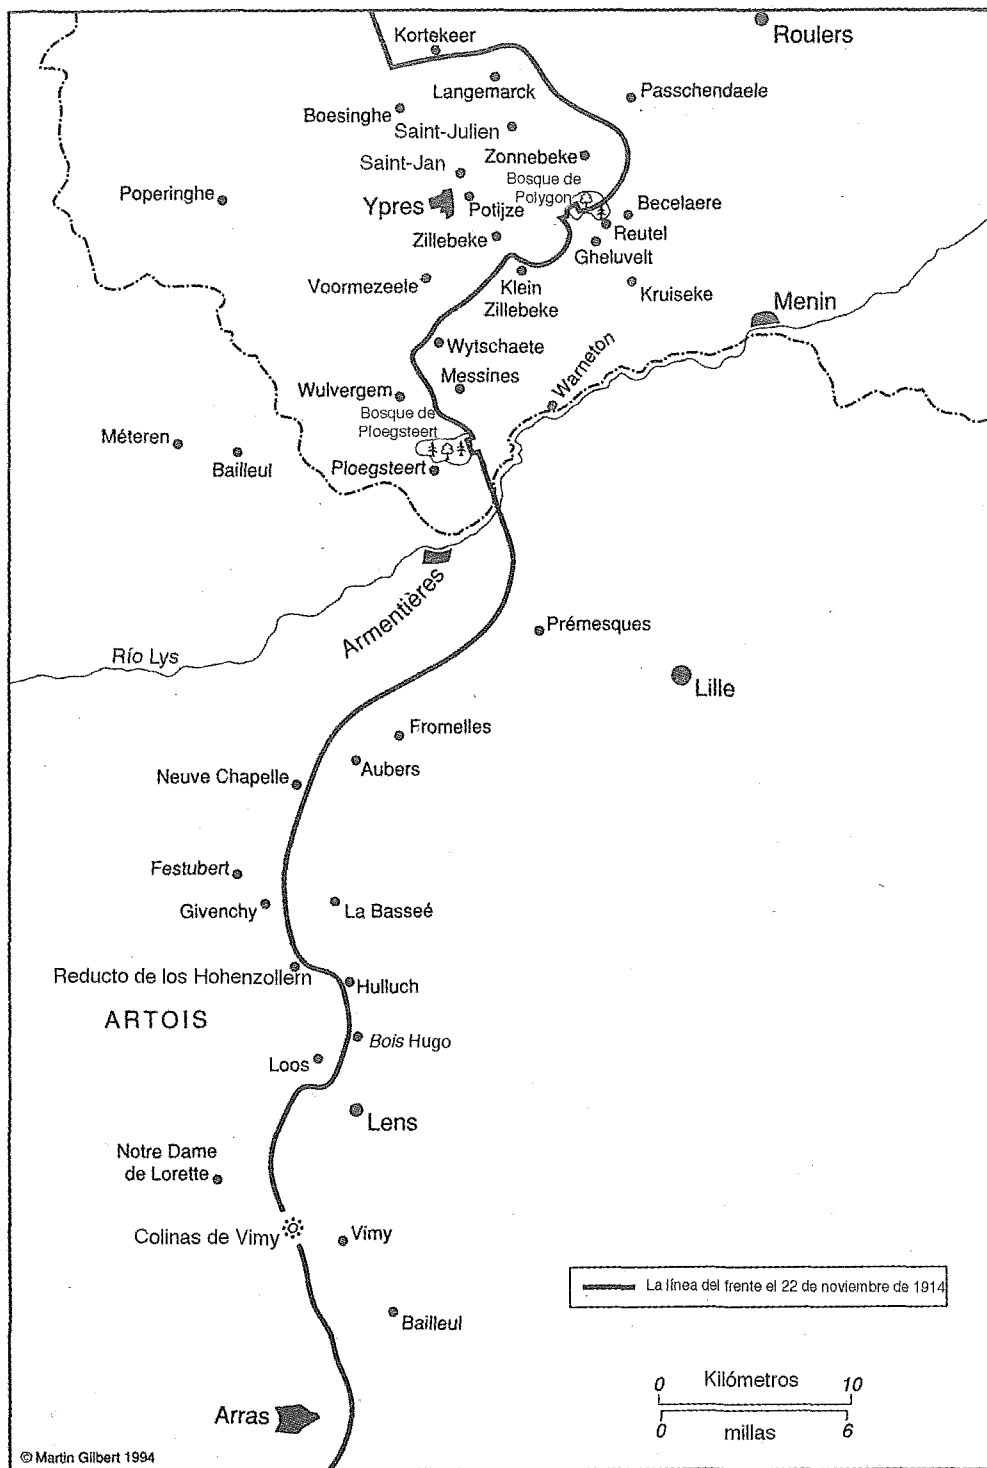 Kortekeer
Roulers
Langemarck
Passchendaele
Boesinghe
Saint-Julien
Saint-Jan
Zonnebeke
Bosque de
Polygon
Poperinghe
Ypres
Potijze
Becelaere
Zillebeke
Reutel
Gheluvelt
Voormezeele
Klein
Zillebeke
Kruiseke
Menin
Wytschaete
Warneton
Messines
Wulvergem
Bosque de
Ploegsteert
Méteren
Bailleul
Ploegsteert
Armentières
Prémesques
Río Lys
Lille
Fromelles
Aubers
Neuve Chapelle
Festubert
Givenchy
La Basseé
Reducto de los Hohenzollern
Hulluch
ARTOIS
Bois Hugo
Loos
Lens
Notre Dame
de Lorette
Colinas de Vimy
Vimy
La línea del frente el 22 de noviembre de 1914
Bailleul
0 Kilómetros 10
0 millas 6
Arras
© Martin Gilbert 1994